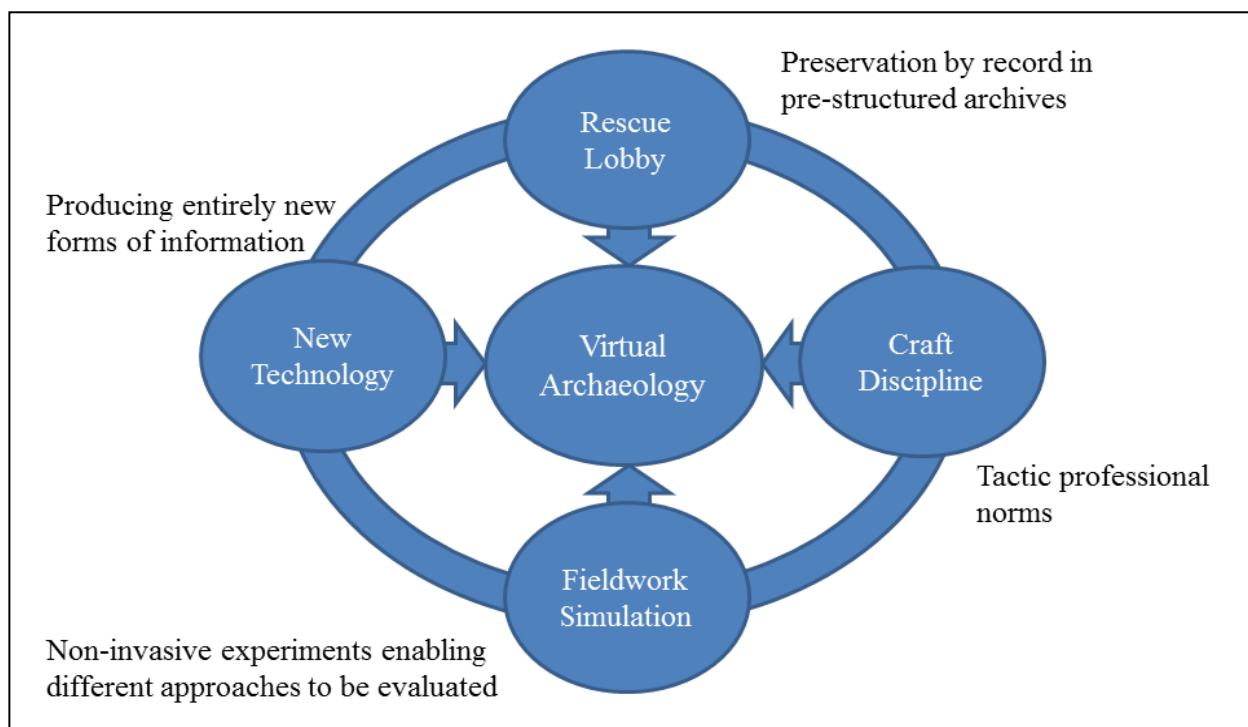 Preservation by record in
pre-structured archives
Rescue
Lobby
Producing entirely new
forms of information
New
Technology
Virtual
Archaeology
Craft
Discipline
Tactic professional
norms
Fieldwork
Simulation
Non-invasive experiments enabling
different approaches to be evaluated